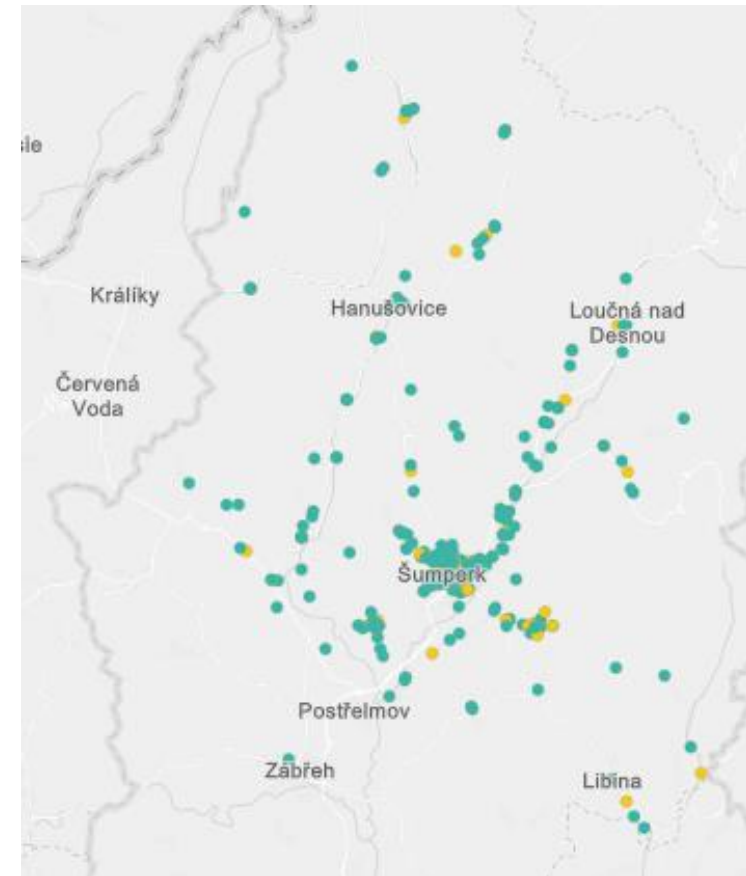 Králíky
Hanušovice
Loučná nad
Desnou
Červená
Voda
Šumperk
Postřelmov
Zábřeh
Libina